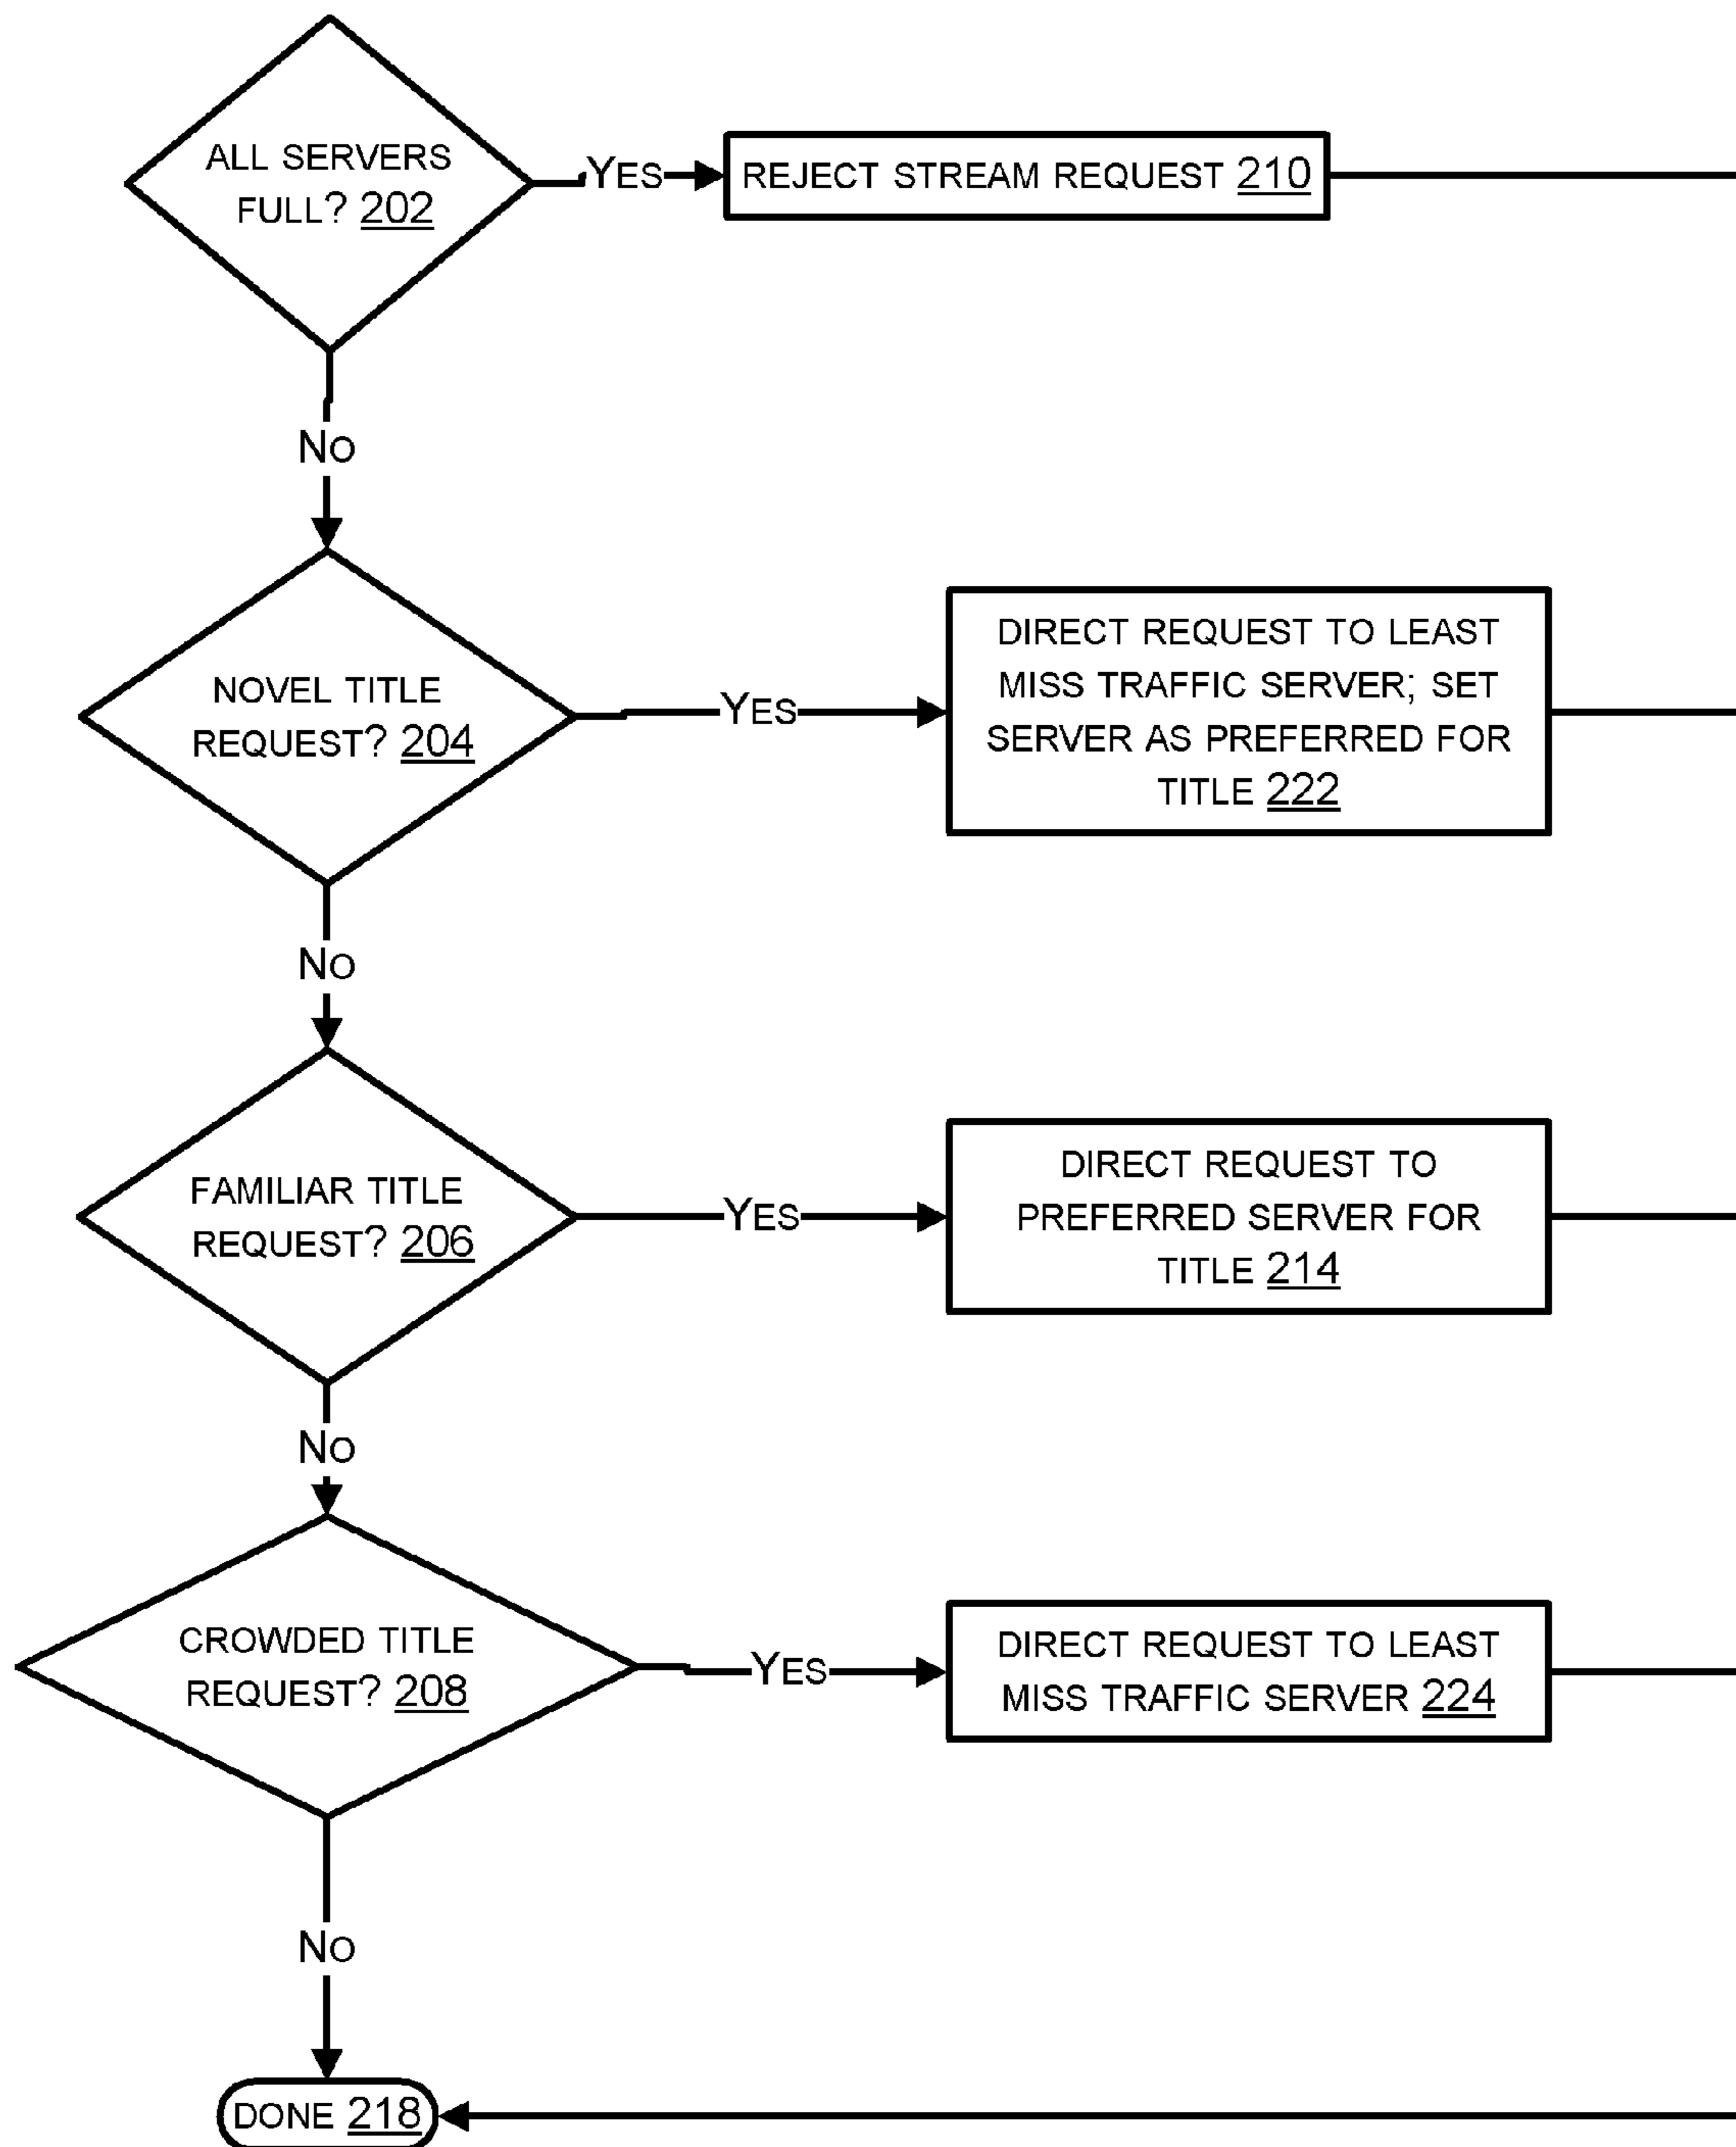 ALL SERVERS
FULL? 202
YES
REJECT STREAM REQUEST 210
NO
NOVEL TITLE
REQUEST? 204
YES
DIRECT REQUEST TO LEAST
MISS TRAFFIC SERVER; SET
SERVER AS PREFERRED FOR
TITLE 222
NO
FAMILIAR TITLE
REQUEST? 206
YES
DIRECT REQUEST TO
PREFERRED SERVER FOR
TITLE 214
NO
CROWDED TITLE
REQUEST? 208
YES
DIRECT REQUEST TO LEAST
MISS TRAFFIC SERVER 224
NO
DONE 218